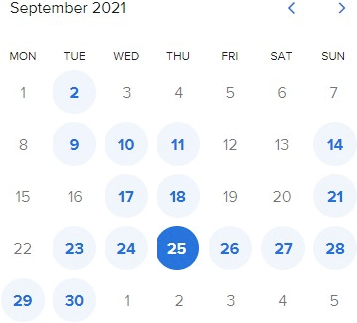 September 2021
MON TUE WED THU FRI SAT SUN
1 2 3 4 5 6 7
8 9 10 11 12 13 14
15 16 17 18 19 20 21
22 23 24 25 26 27 28
29 30 1 2 3 4 5